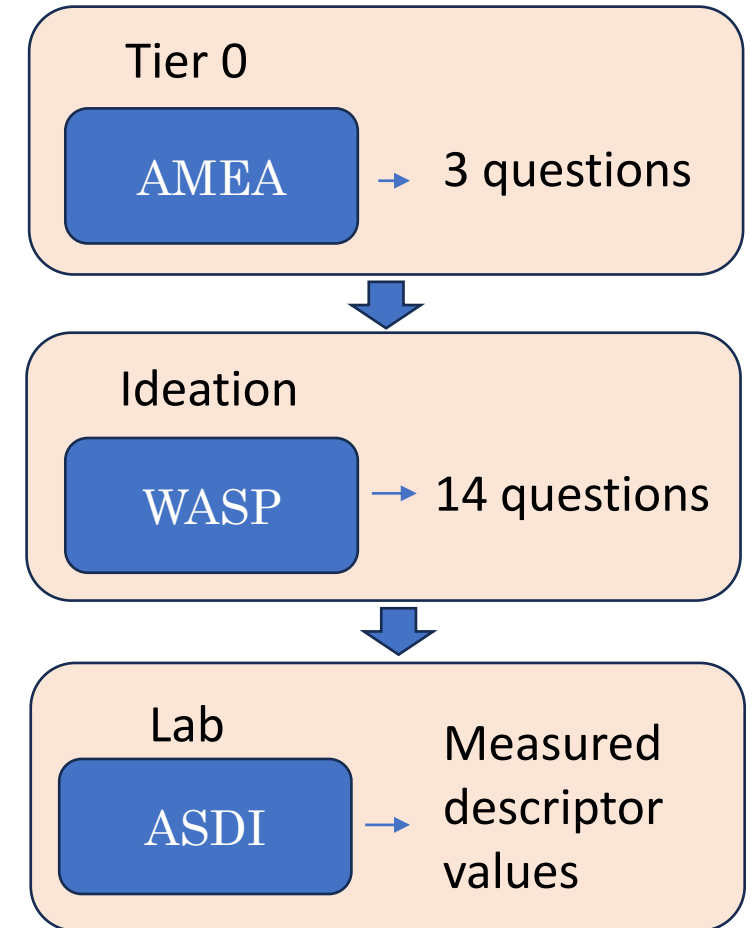 Tier 0
AMEA
3 questions
Ideation
WASP
14 questions
Lab
ASDI
Measured
descriptor
values